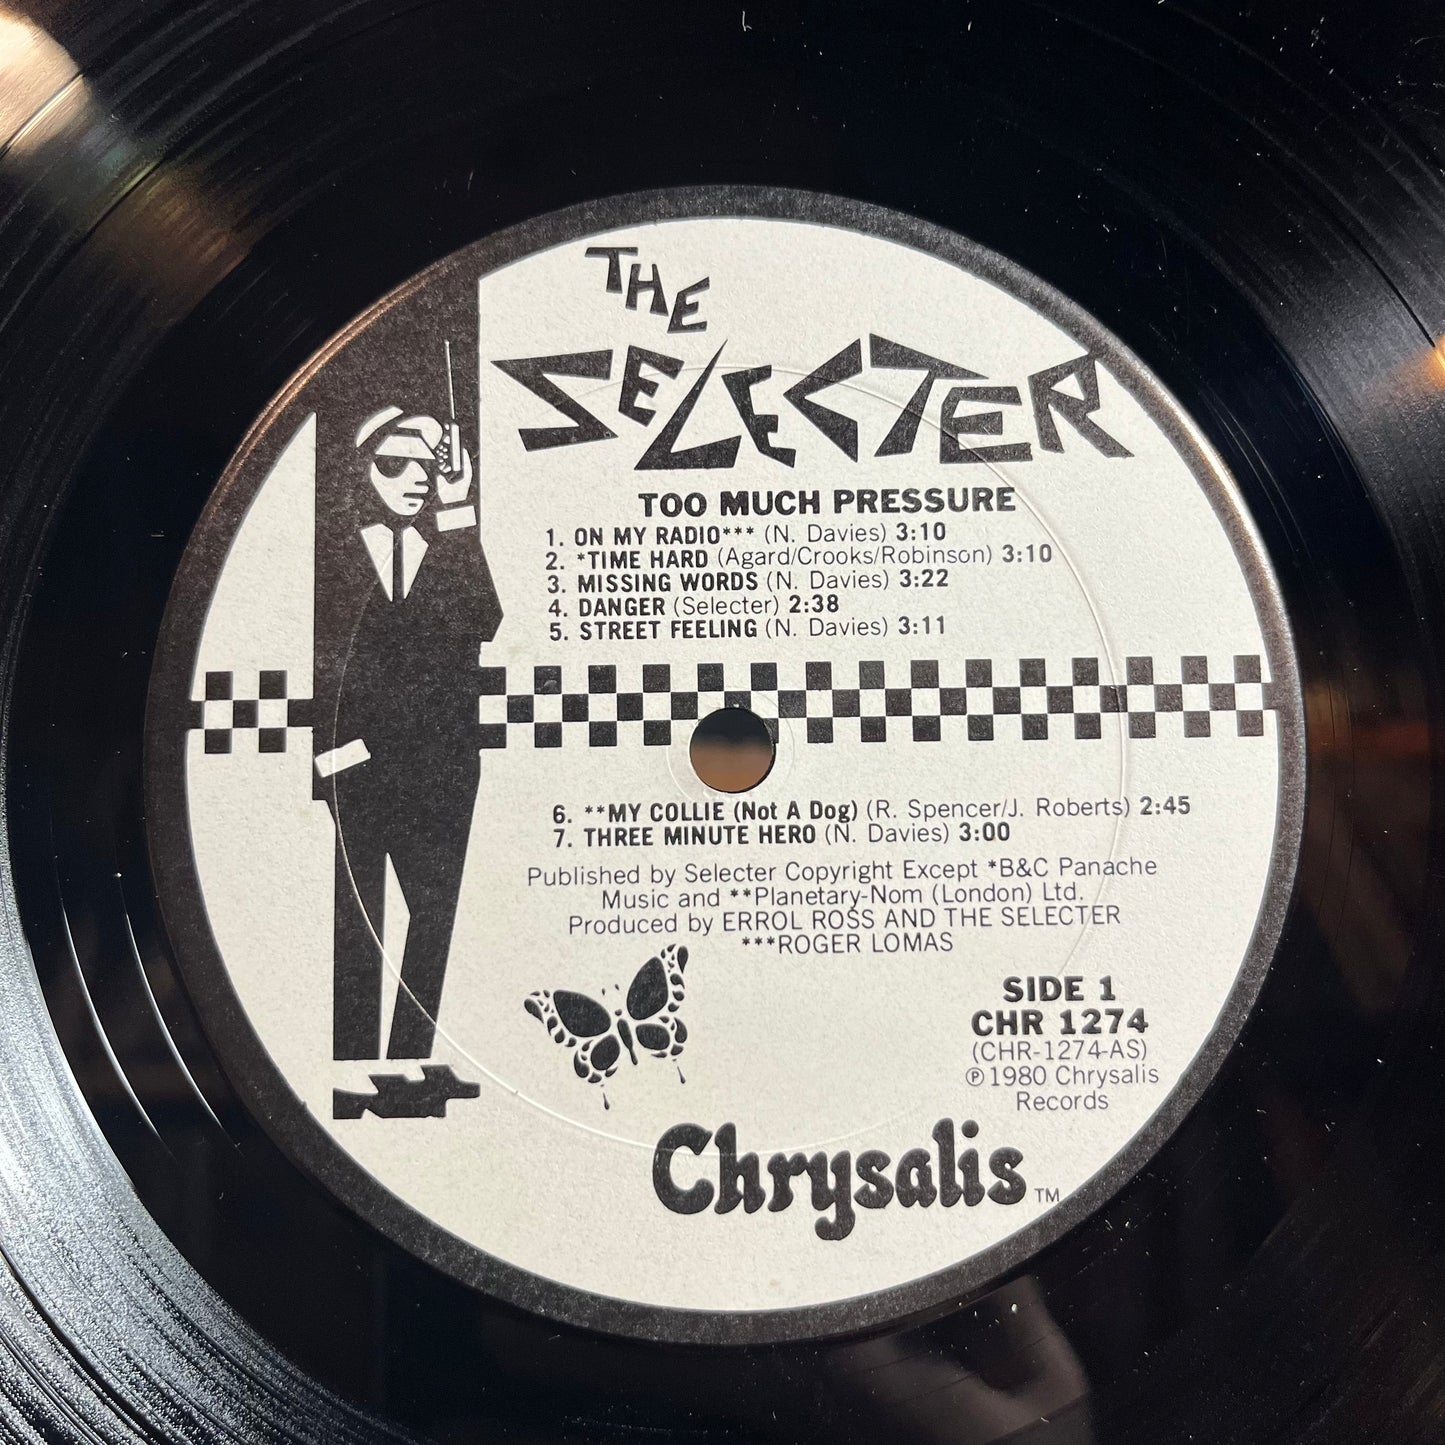 THE
SELECTER
TOO MUCH PRESSURE
1. ON MY RADIO*** (N. Davies) 3:10
2. *TIME HARD (Agard/Crooks/Robinson) 3:10
3. MISSING WORDS (N. Davies) 3:22
4. DANGER (Selecter) 2:38
5. STREET FEELING (N. Davies) 3:11
6. **MY COLLIE (Not A Dog) (R. Spencer/J. Roberts) 2:45
7. THREE MINUTE HERO (N. Davies) 3:00
Published by Selecter Copyright Except *B&C Panache
Music and **Planetary-Nom (London) Ltd.
Produced by ERROL ROSS AND THE SELECTER
***ROGER LOMAS
SIDE 1
CHR 1274
(CHR-1274-AS)
℗ 1980 Chrysalis
Records
Chrysalis TM